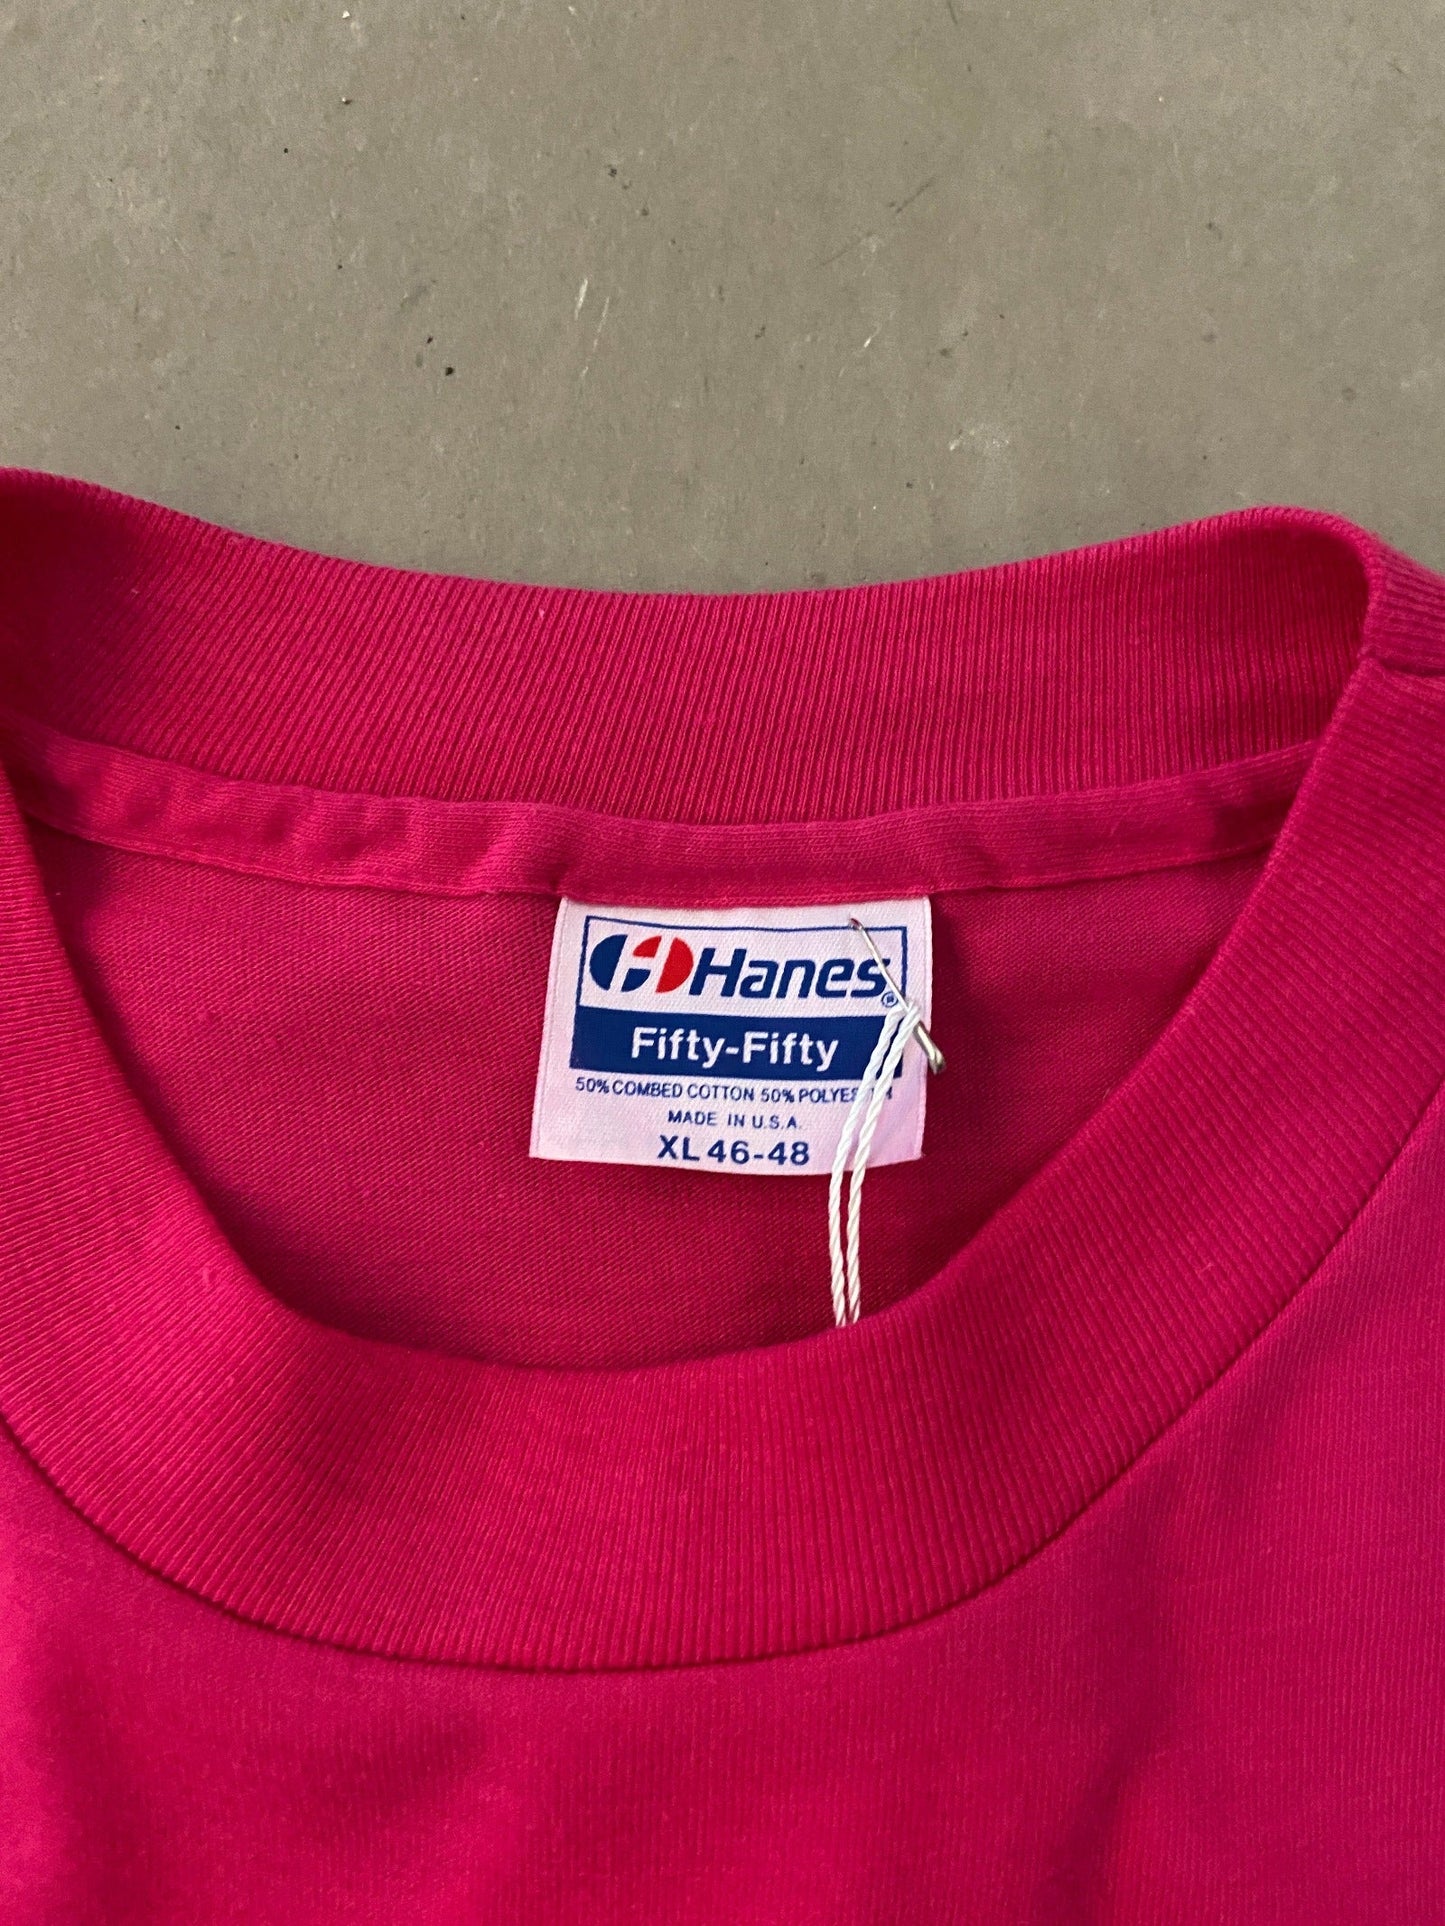 Hanes®
Fifty-Fifty
50% COMBED COTTON 50% POLYESTER
MADE IN U.S.A.
XL 46-48